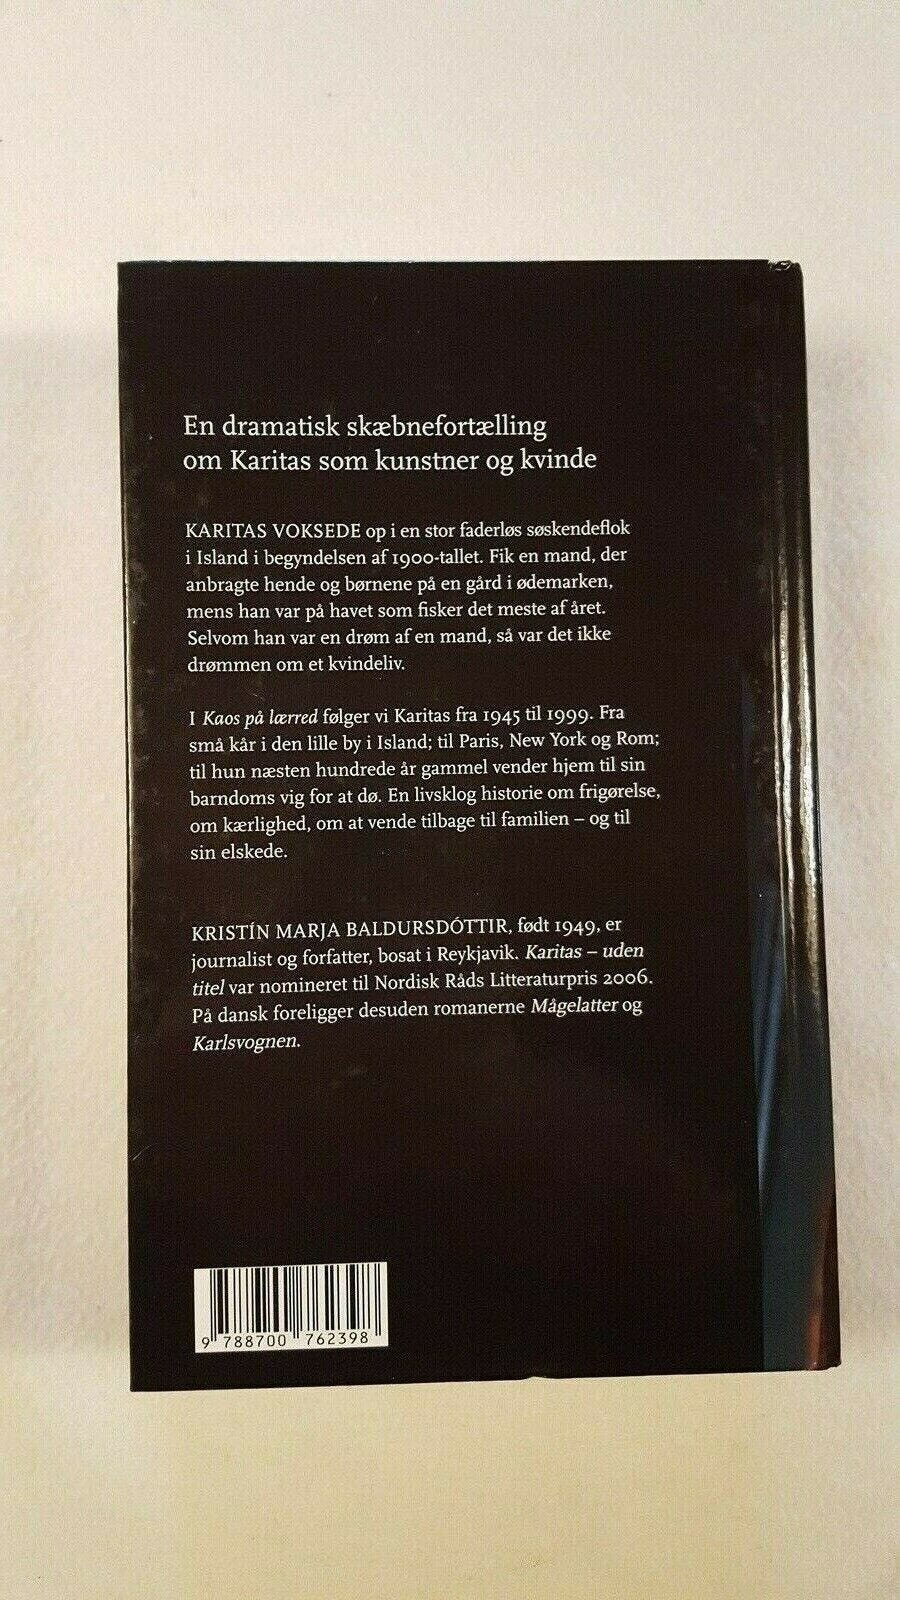 En dramatisk skæbnefortælling
om Karitas som kunstner og kvinde
KARITAS VOKSEDE op i en stor faderløs søskendeflok
i Island i begyndelsen af 1900-tallet. Fik en mand, der
anbragte hende og børnene på en gård i ødemarken,
mens han var på havet som fisker det meste af året.
Selvom han var en drøm af en mand, så var det ikke
drømmen om et kvindeliv.
I Kaos på lærred følger vi Karitas fra 1945 til 1999. Fra
små kår i den lille by i Island; til Paris, New York og Rom;
til hun næsten hundrede år gammel vender hjem til sin
barndoms vig for at dø. En livsklog historie om frigørelse,
om kærlighed, om at vende tilbage til familien – og til
sin elskede.
KRISTÍN MARJA BALDURSDÓTTIR, født 1949, er
journalist og forfatter, bosat i Reykjavik. Karitas – uden
titel var nomineret til Nordisk Råds Litteraturpris 2006.
På dansk foreligger desuden romanerne Mågelatter og
Karlsvognen.
9 788700 762398